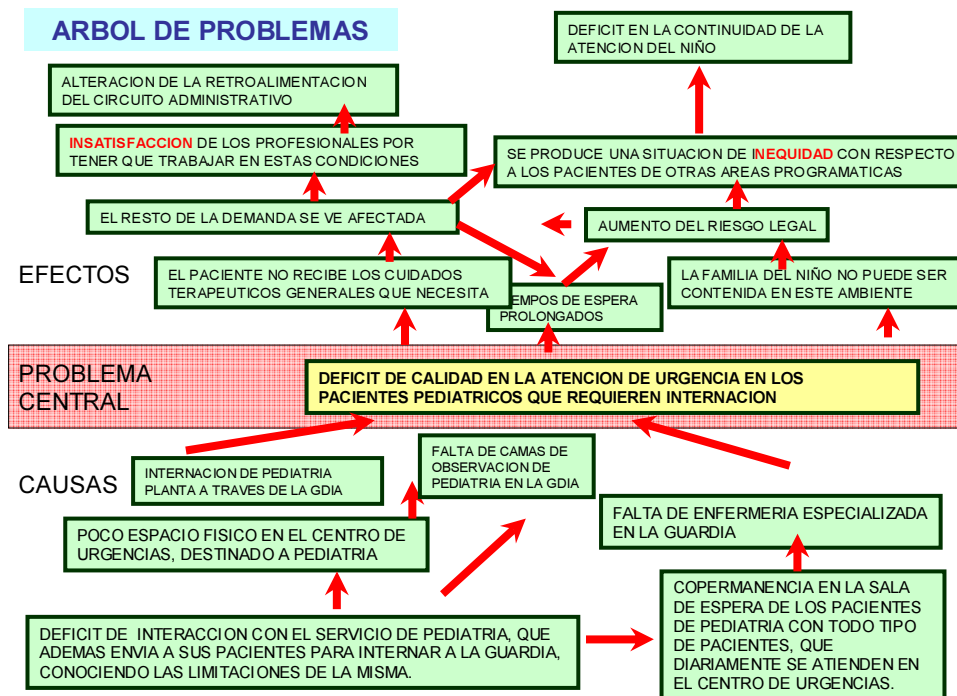 ARBOL DE PROBLEMAS
DEFICIT EN LA CONTINUIDAD DE LA
ATENCION DEL NIÑO
ALTERACION DE LA RETROALIMENTACION
DEL CIRCUITO ADMINISTRATIVO
INSATISFACCION DE LOS PROFESIONALES POR
TENER QUE TRABAJAR EN ESTAS CONDICIONES
SE PRODUCE UNA SITUACION DE INEQUIDAD CON RESPECTO
A LOS PACIENTES DE OTRAS AREAS PROGRAMATICAS
EL RESTO DE LA DEMANDA SE VE AFECTADA
AUMENTO DEL RIESGO LEGAL
EFECTOS
EL PACIENTE NO RECIBE LOS CUIDADOS
TERAPEUTICOS GENERALES QUE NECESITA
EMPOS DE ESPERA
PROLONGADOS
LA FAMILIA DEL NIÑO NO PUEDE SER
CONTENIDA EN ESTE AMBIENTE
PROBLEMA
CENTRAL
DEFICIT DE CALIDAD EN LA ATENCION DE URGENCIA EN LOS
PACIENTES PEDIATRICOS QUE REQUIEREN INTERNACION
CAUSAS
INTERNACION DE PEDIATRIA
PLANTA A TRAVES DE LA GDIA
FALTA DE CAMAS DE
OBSERVACION DE
PEDIATRIA EN LA GDIA
POCO ESPACIO FISICO EN EL CENTRO DE
URGENCIAS, DESTINADO A PEDIATRIA
FALTA DE ENFERMERIA ESPECIALIZADA
EN LA GUARDIA
DEFICIT DE INTERACCION CON EL SERVICIO DE PEDIATRIA, QUE
ADEMAS ENVIA A SUS PACIENTES PARA INTERNAR A LA GUARDIA,
CONOCIENDO LAS LIMITACIONES DE LA MISMA.
COPERMANENCIA EN LA SALA
DE ESPERA DE LOS PACIENTES
DE PEDIATRIA CON TODO TIPO
DE PACIENTES, QUE
DIARIAMENTE SE ATIENDEN EN
EL CENTRO DE URGENCIAS.